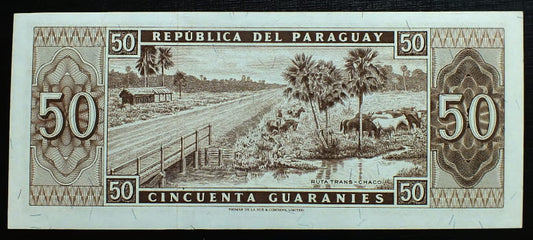 50 REPÚBLICA DEL PARAGUAY 50
50 50
RUTA TRANS-CHACO
50 CINCUENTA GUARANIES 50
THOMAS DE LA RUE & COMPANY, LIMITED.